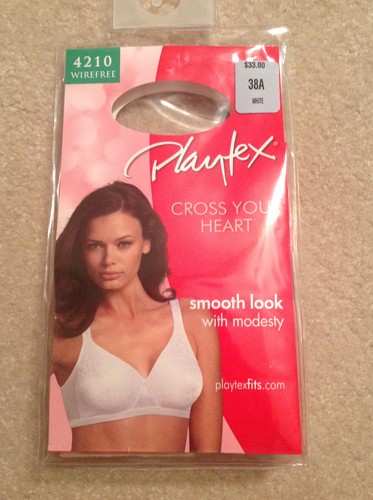 4210
WIREFREE
$33.00
38A
WHITE
Playtex®
CROSS YOUR
HEART
smooth look
with modesty
playtexfits.com